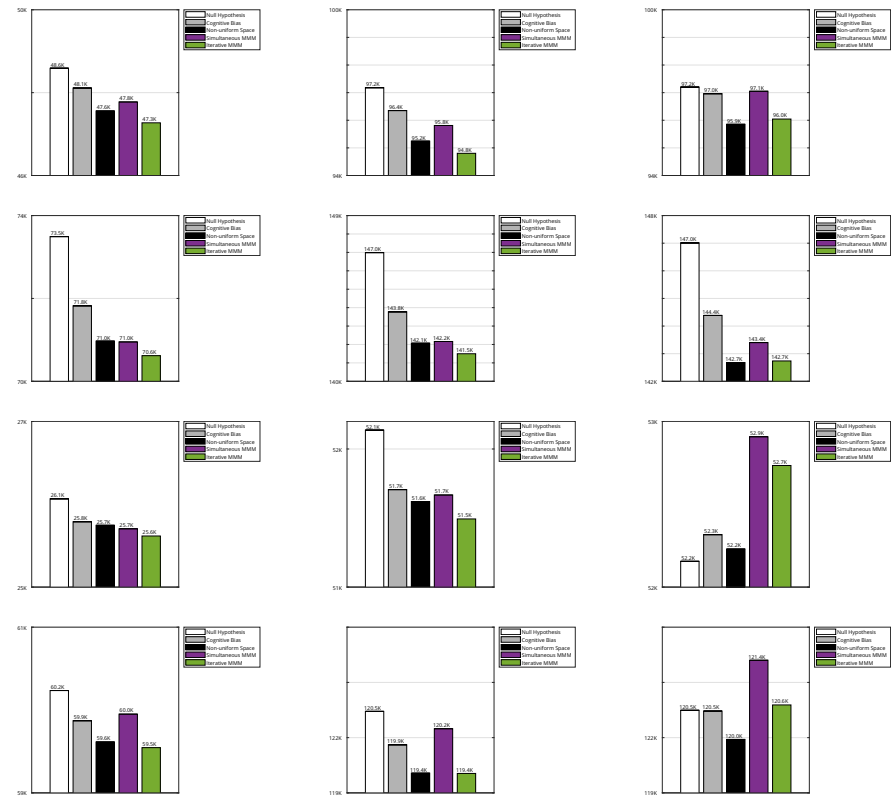 50K
Null Hypothesis
Cognitive Bias
Non-uniform Space
Simultaneous MMM
Iterative MMM
48.6K
48.1K
47.6K
47.8K
47.3K
46K
100K
Null Hypothesis
Cognitive Bias
Non-uniform Space
Simultaneous MMM
Iterative MMM
97.2K
96.4K
95.2K
95.8K
94.8K
94K
100K
Null Hypothesis
Cognitive Bias
Non-uniform Space
Simultaneous MMM
Iterative MMM
97.2K
97.0K
95.9K
97.1K
96.0K
94K
74K
Null Hypothesis
Cognitive Bias
Non-uniform Space
Simultaneous MMM
Iterative MMM
73.5K
71.8K
71.0K
71.0K
70.6K
70K
149K
Null Hypothesis
Cognitive Bias
Non-uniform Space
Simultaneous MMM
Iterative MMM
147.0K
143.8K
142.1K
142.2K
141.5K
140K
148K
Null Hypothesis
Cognitive Bias
Non-uniform Space
Simultaneous MMM
Iterative MMM
147.0K
144.4K
142.7K
143.4K
142.7K
142K
27K
Null Hypothesis
Cognitive Bias
Non-uniform Space
Simultaneous MMM
Iterative MMM
26.1K
25.8K
25.7K
25.7K
25.6K
25K
Null Hypothesis
Cognitive Bias
Non-uniform Space
Simultaneous MMM
Iterative MMM
52.1K
52K
51.7K
51.6K
51.7K
51.5K
51K
53K
Null Hypothesis
Cognitive Bias
Non-uniform Space
Simultaneous MMM
Iterative MMM
52.2K
52.3K
52.2K
52.9K
52.7K
52K
61K
Null Hypothesis
Cognitive Bias
Non-uniform Space
Simultaneous MMM
Iterative MMM
60.2K
59.9K
59.6K
60.0K
59.5K
59K
Null Hypothesis
Cognitive Bias
Non-uniform Space
Simultaneous MMM
Iterative MMM
120.5K
119.9K
119.4K
120.2K
119.4K
122K
119K
Null Hypothesis
Cognitive Bias
Non-uniform Space
Simultaneous MMM
Iterative MMM
120.5K
120.5K
120.0K
121.4K
120.6K
122K
119K